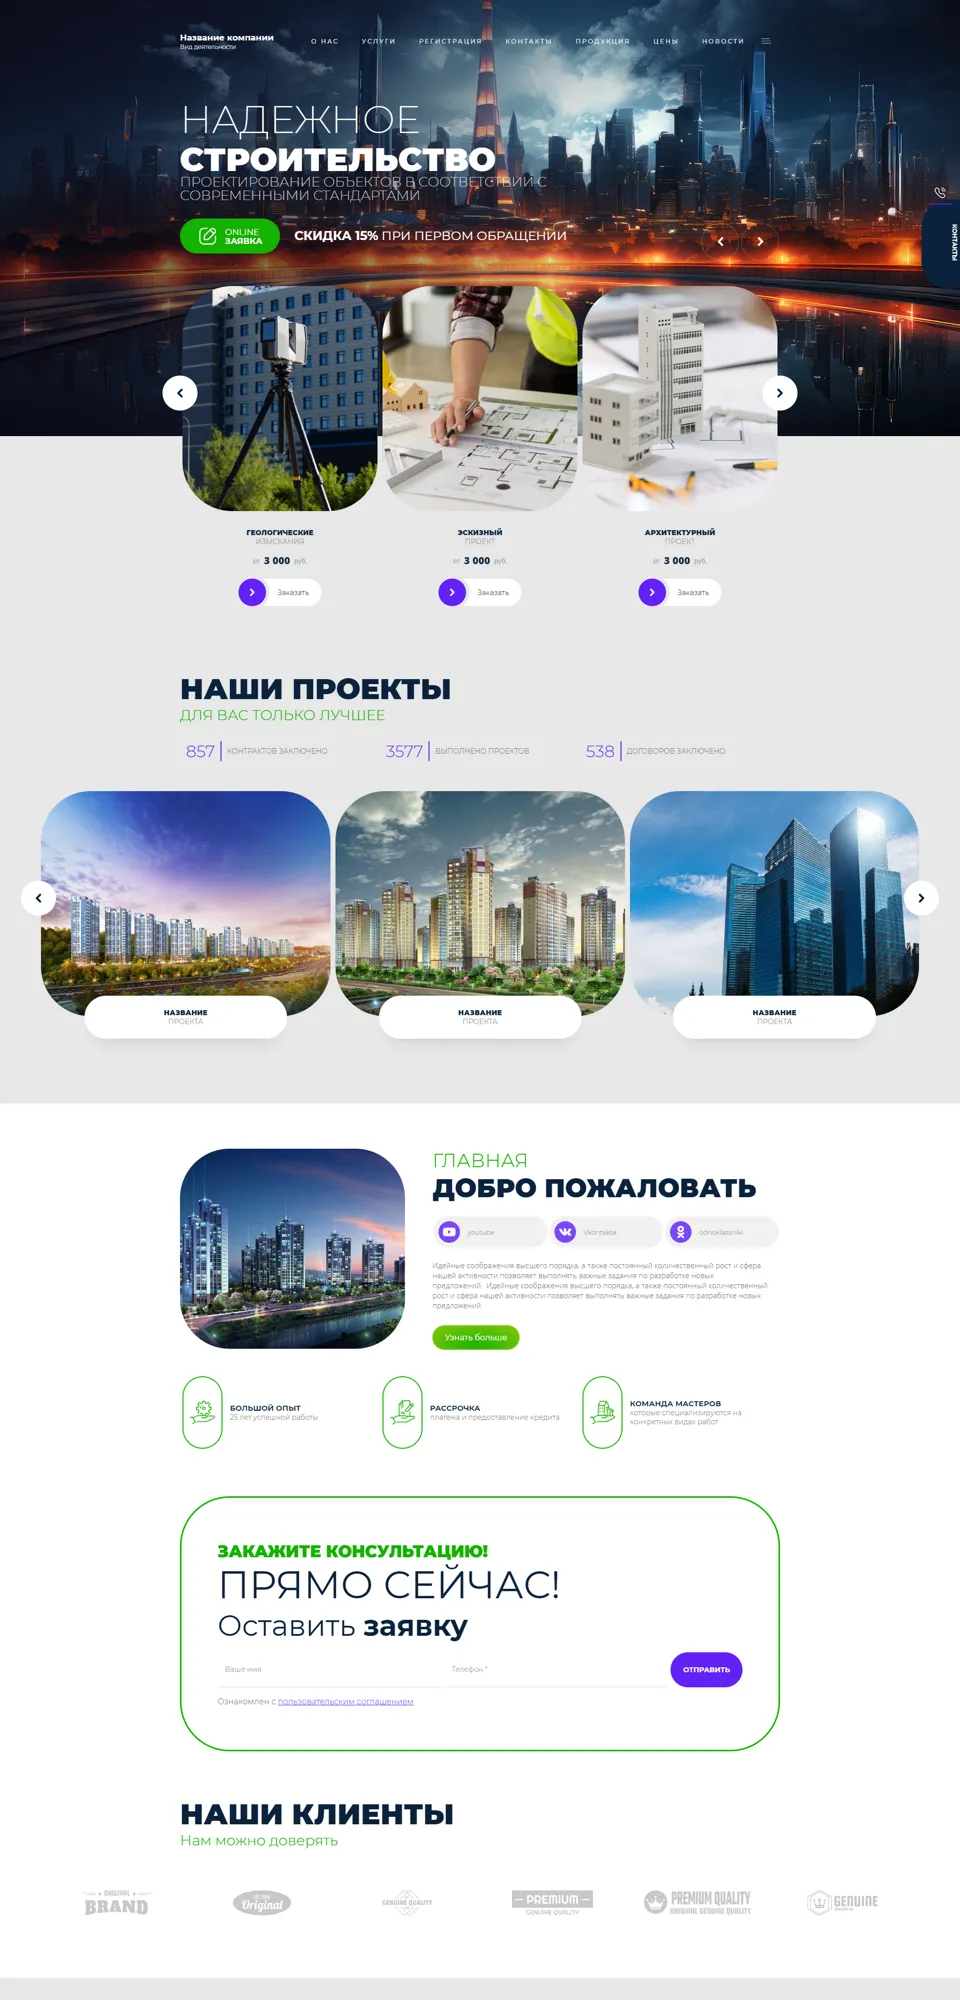 Название компании
Вид деятельности
О НАС УСЛУГИ РЕГИСТРАЦИЯ КОНТАКТЫ ПРОДУКЦИЯ ЦЕНЫ НОВОСТИ
НАДЕЖНОЕ
СТРОИТЕЛЬСТВО
ПРОЕКТИРОВАНИЕ ОБЪЕКТОВ В СООТВЕТСТВИИ С
СОВРЕМЕННЫМИ СТАНДАРТАМИ
ONLINE
ЗАЯВКА
СКИДКА 15% ПРИ ПЕРВОМ ОБРАЩЕНИИ
КОНТАКТЫ
ГЕОЛОГИЧЕСКИЕ
ИЗЫСКАНИЯ
от 3 000 руб.
Заказать
ЭСКИЗНЫЙ
ПРОЕКТ
от 3 000 руб.
Заказать
АРХИТЕКТУРНЫЙ
ПРОЕКТ
от 3 000 руб.
Заказать
НАШИ ПРОЕКТЫ
ДЛЯ ВАС ТОЛЬКО ЛУЧШЕЕ
857 КОНТРАКТОВ ЗАКЛЮЧЕНО
3577 ВЫПОЛНЕНО ПРОЕКТОВ
538 ДОГОВОРОВ ЗАКЛЮЧЕНО
НАЗВАНИЕ
ПРОЕКТА
НАЗВАНИЕ
ПРОЕКТА
НАЗВАНИЕ
ПРОЕКТА
ГЛАВНАЯ
ДОБРО ПОЖАЛОВАТЬ
youtube
Vkontakte
odnoklassniki
Идейные соображения высшего порядка, а также постоянный количественный рост и сфера
нашей активности позволяет выполнять важные задания по разработке новых
предложений. Идейные соображения высшего порядка, а также постоянный количественный
рост и сфера нашей активности позволяет выполнять важные задания по разработке новых
предложений.
Узнать больше
БОЛЬШОЙ ОПЫТ
25 лет успешной работы
РАССРОЧКА
платежа и предоставление кредита
КОМАНДА МАСТЕРОВ
которые специализируются на
конкретных видах работ
ЗАКАЖИТЕ КОНСУЛЬТАЦИЮ!
ПРЯМО СЕЙЧАС!
Оставить заявку
Ваше имя
Телефон *
ОТПРАВИТЬ
Ознакомлен с пользовательским соглашением
НАШИ КЛИЕНТЫ
Нам можно доверять
ORIGINAL
BRAND
Original
GENUINE QUALITY
PREMIUM
GENUINE QUALITY
PREMIUM QUALITY
ORIGINAL GENUINE QUALITY
GENUINE